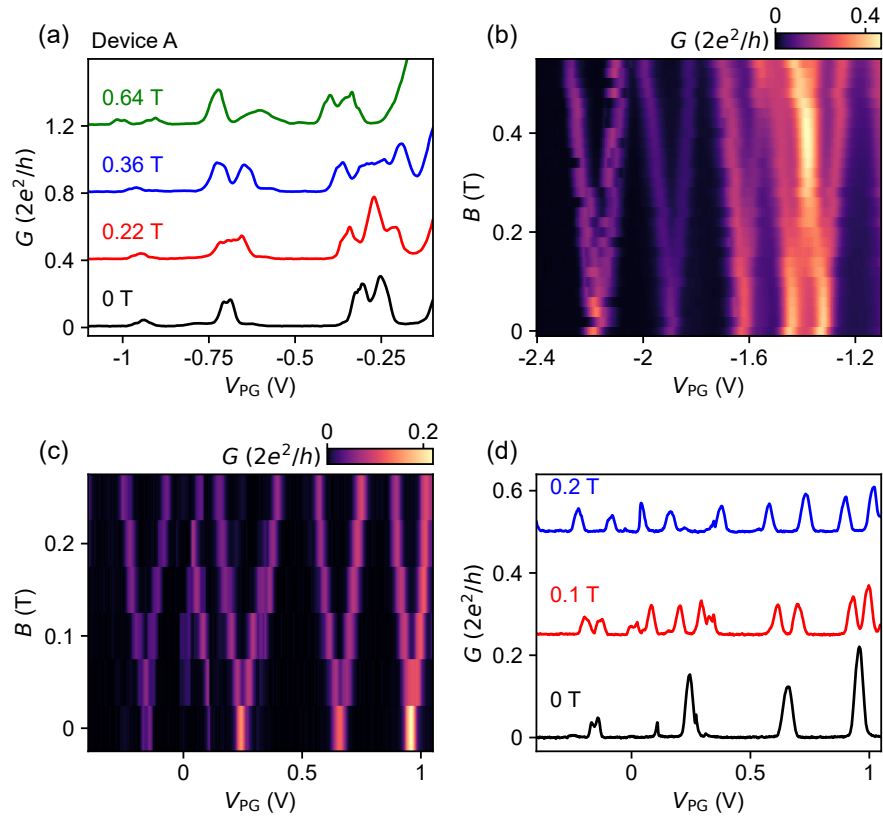 (a) Device A
G (2e²/h)
1.2
0.8
0.4
0
0.64 T
0.36 T
0.22 T
0 T
-1 -0.75 -0.5 -0.25
V_PG (V)
(b)
0 0.4
G (2e²/h)
B (T)
0.4
0.2
0
-2.4 -2 -1.6 -1.2
V_PG (V)
(c)
0 0.2
G (2e²/h)
B (T)
0.2
0.1
0
0 0.5 1
V_PG (V)
(d)
G (2e²/h)
0.6
0.4
0.2
0
0.2 T
0.1 T
0 T
0 0.5 1
V_PG (V)